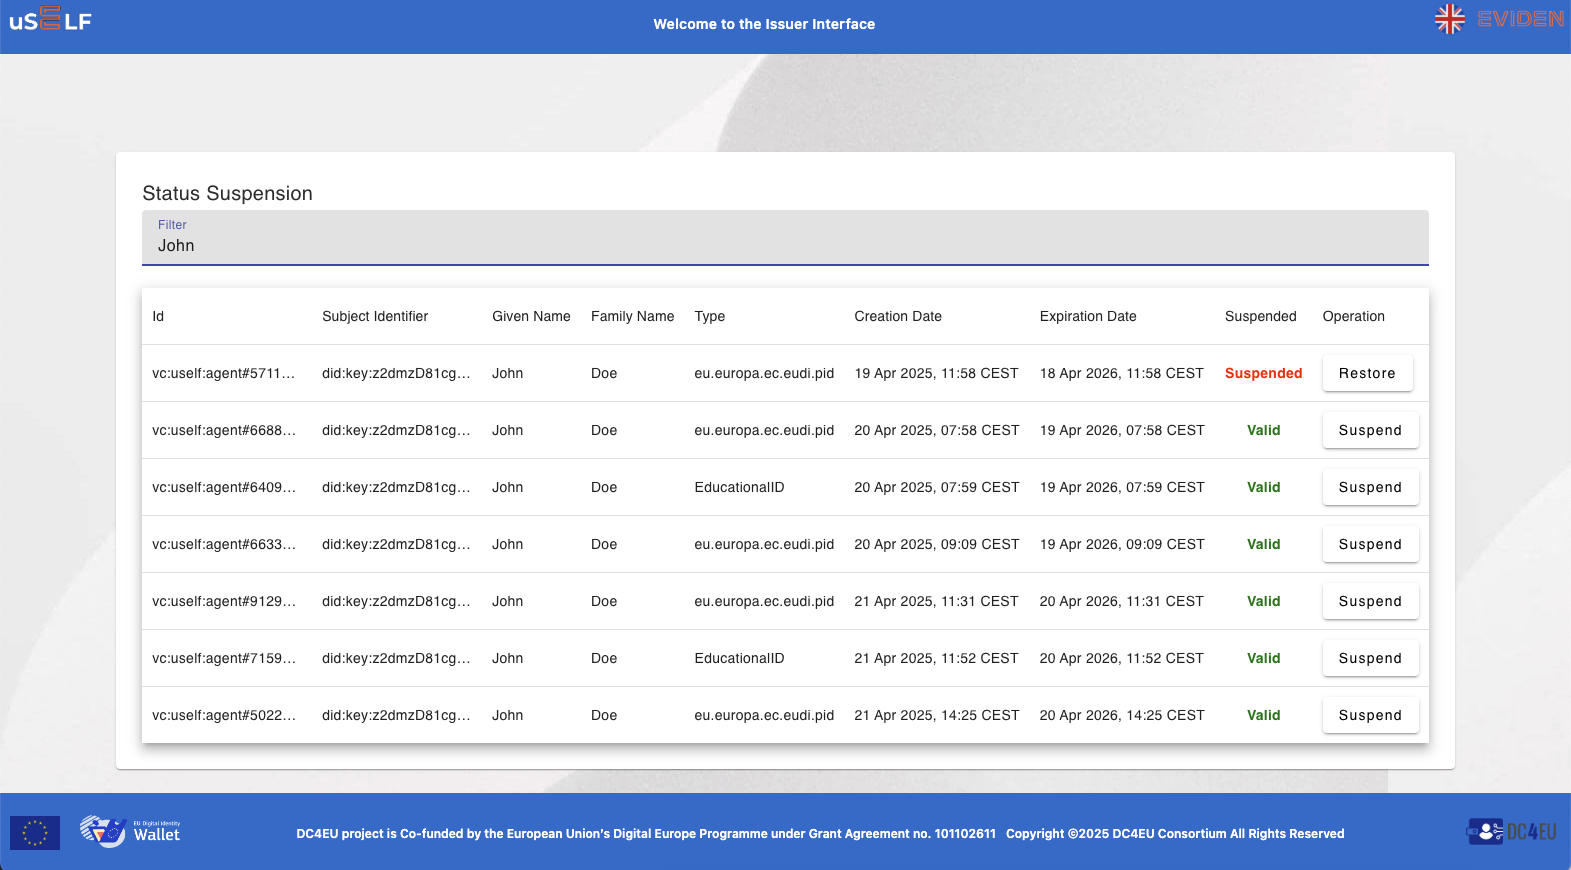 uSELF
Welcome to the Issuer Interface
EVIDEN
Status Suspension
Filter
John
Id Subject Identifier Given Name Family Name Type Creation Date Expiration Date Suspended Operation
vc:uself:agent#5711... did:key:z2dmzD81cg... John Doe eu.europa.ec.eudi.pid 19 Apr 2025, 11:58 CEST 18 Apr 2026, 11:58 CEST Suspended Restore
vc:uself:agent#6688... did:key:z2dmzD81cg... John Doe eu.europa.ec.eudi.pid 20 Apr 2025, 07:58 CEST 19 Apr 2026, 07:58 CEST Valid Suspend
vc:uself:agent#6409... did:key:z2dmzD81cg... John Doe EducationalID 20 Apr 2025, 07:59 CEST 19 Apr 2026, 07:59 CEST Valid Suspend
vc:uself:agent#6633... did:key:z2dmzD81cg... John Doe eu.europa.ec.eudi.pid 20 Apr 2025, 09:09 CEST 19 Apr 2026, 09:09 CEST Valid Suspend
vc:uself:agent#9129... did:key:z2dmzD81cg... John Doe eu.europa.ec.eudi.pid 21 Apr 2025, 11:31 CEST 20 Apr 2026, 11:31 CEST Valid Suspend
vc:uself:agent#7159... did:key:z2dmzD81cg... John Doe EducationalID 21 Apr 2025, 11:52 CEST 20 Apr 2026, 11:52 CEST Valid Suspend
vc:uself:agent#5022... did:key:z2dmzD81cg... John Doe eu.europa.ec.eudi.pid 21 Apr 2025, 14:25 CEST 20 Apr 2026, 14:25 CEST Valid Suspend
EU Digital Identity
Wallet
DC4EU project is Co-funded by the European Union's Digital Europe Programme under Grant Agreement no. 101102611 Copyright ©2025 DC4EU Consortium All Rights Reserved
DC4EU